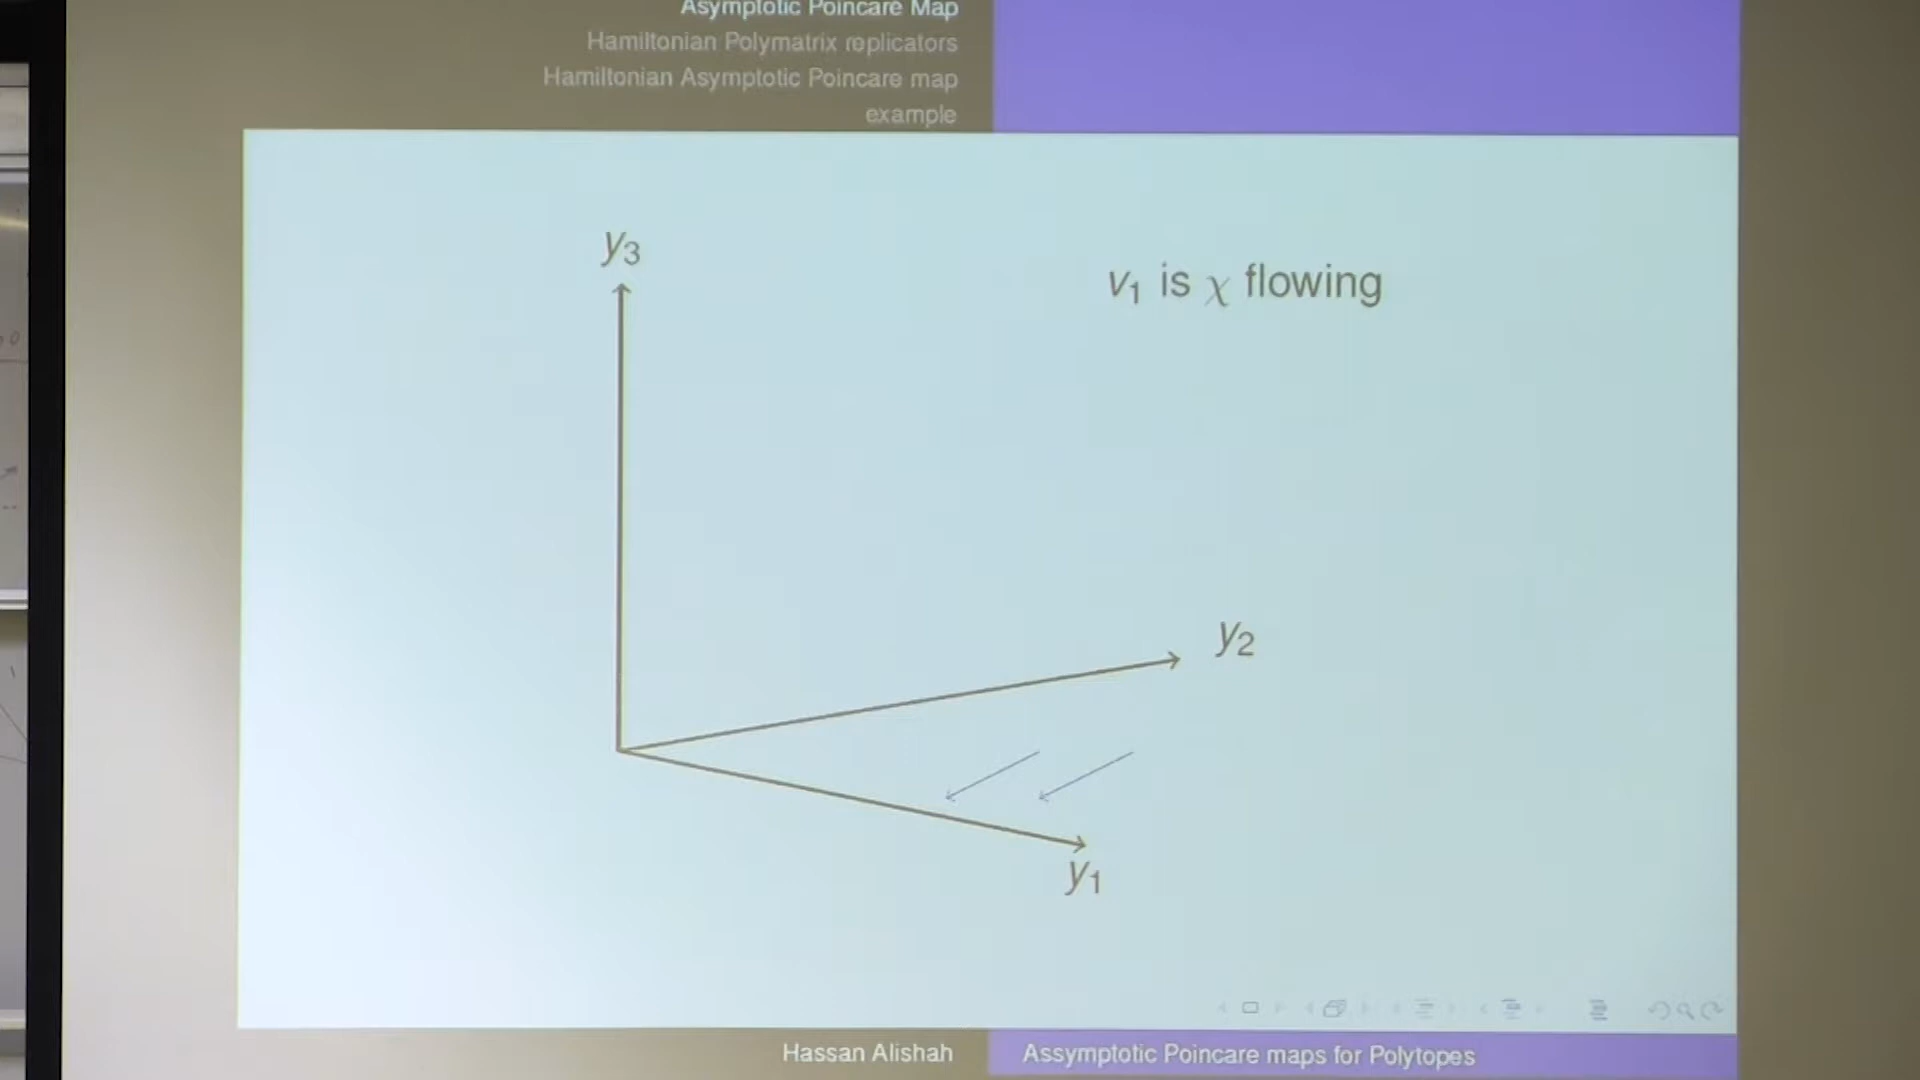 Asymptotic Poincare Map
Hamiltonian Polymatrix replicators
Hamiltonian Asymptotic Poincare map
example
y3
v1 is χ flowing
y2
y1
Hassan Alishah
Assymptotic Poincare maps for Polytopes